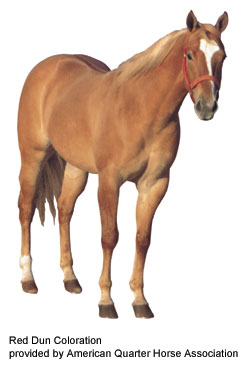 Red Dun Coloration
provided by American Quarter Horse Association